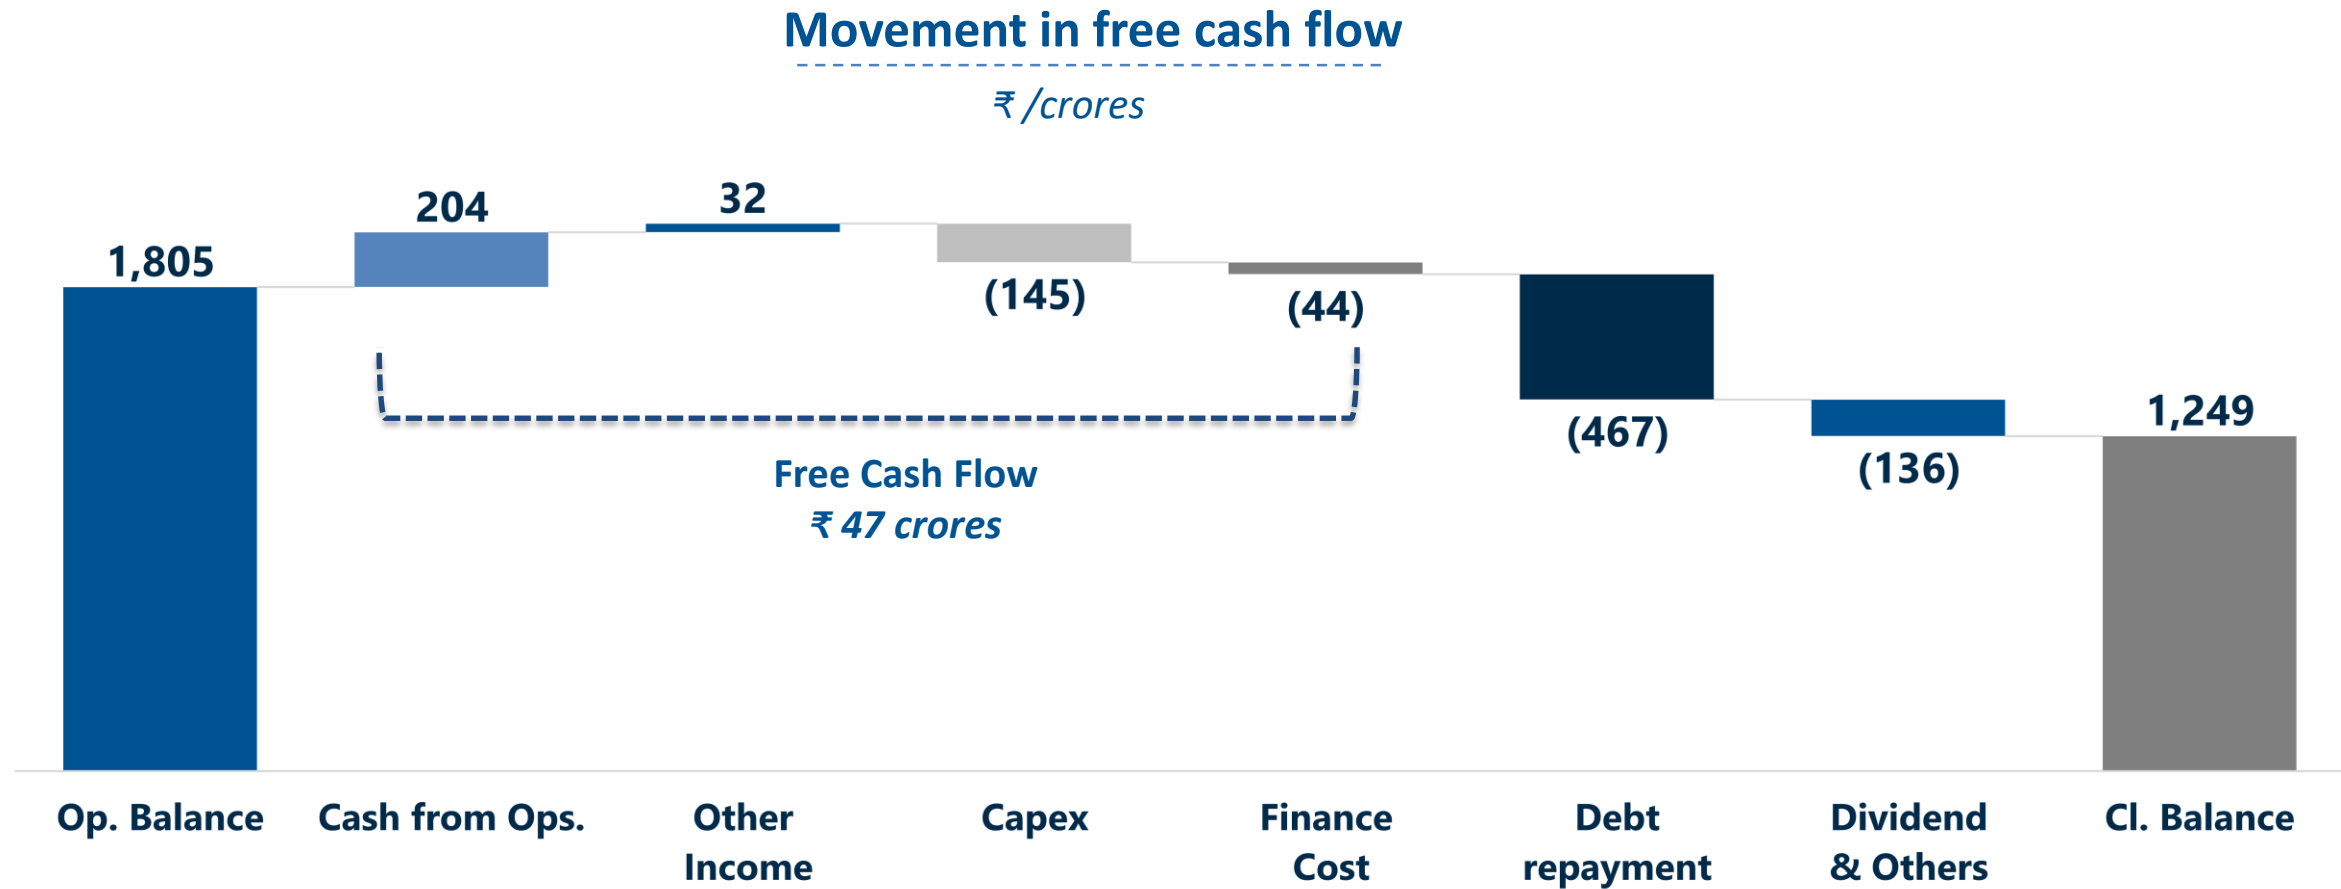 Movement in free cash flow
₹ /crores
1,805
204
32
(145)
(44)
(467)
(136)
1,249
Free Cash Flow
₹ 47 crores
Op. Balance
Cash from Ops.
Other
Income
Capex
Finance
Cost
Debt
repayment
Dividend
& Others
Cl. Balance